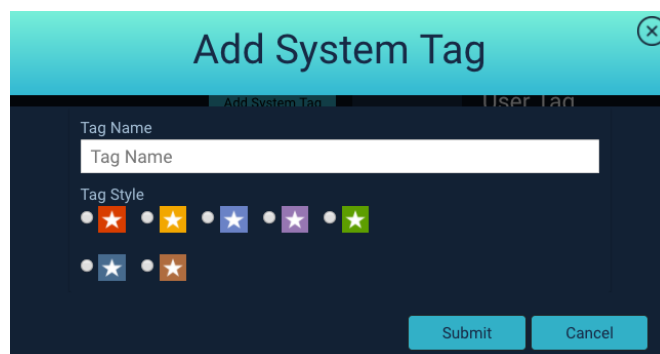 Add System Tag
Add System Tag
User Tag
Tag Name
Tag Name
Tag Style
Submit
Cancel